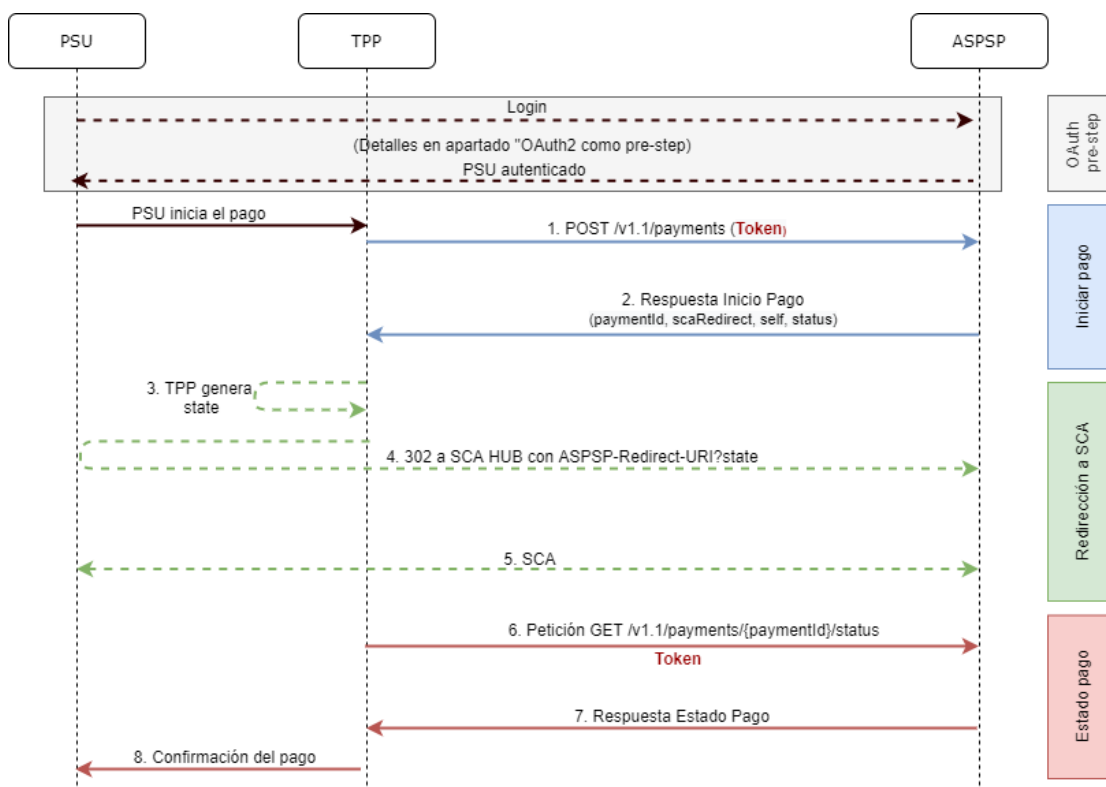 PSU
TPP
ASPSP
Login
(Detalles en apartado "OAuth2 como pre-step)
PSU autenticado
OAuth
pre-step
PSU inicia el pago
1. POST /v1.1/payments (Token)
2. Respuesta Inicio Pago
(paymentId, scaRedirect, self, status)
Iniciar pago
3. TPP genera
state
4. 302 a SCA HUB con ASPSP-Redirect-URI?state
5. SCA
Redirección a SCA
6. Petición GET /v1.1/payments/{paymentId}/status
Token
7. Respuesta Estado Pago
8. Confirmación del pago
Estado pago